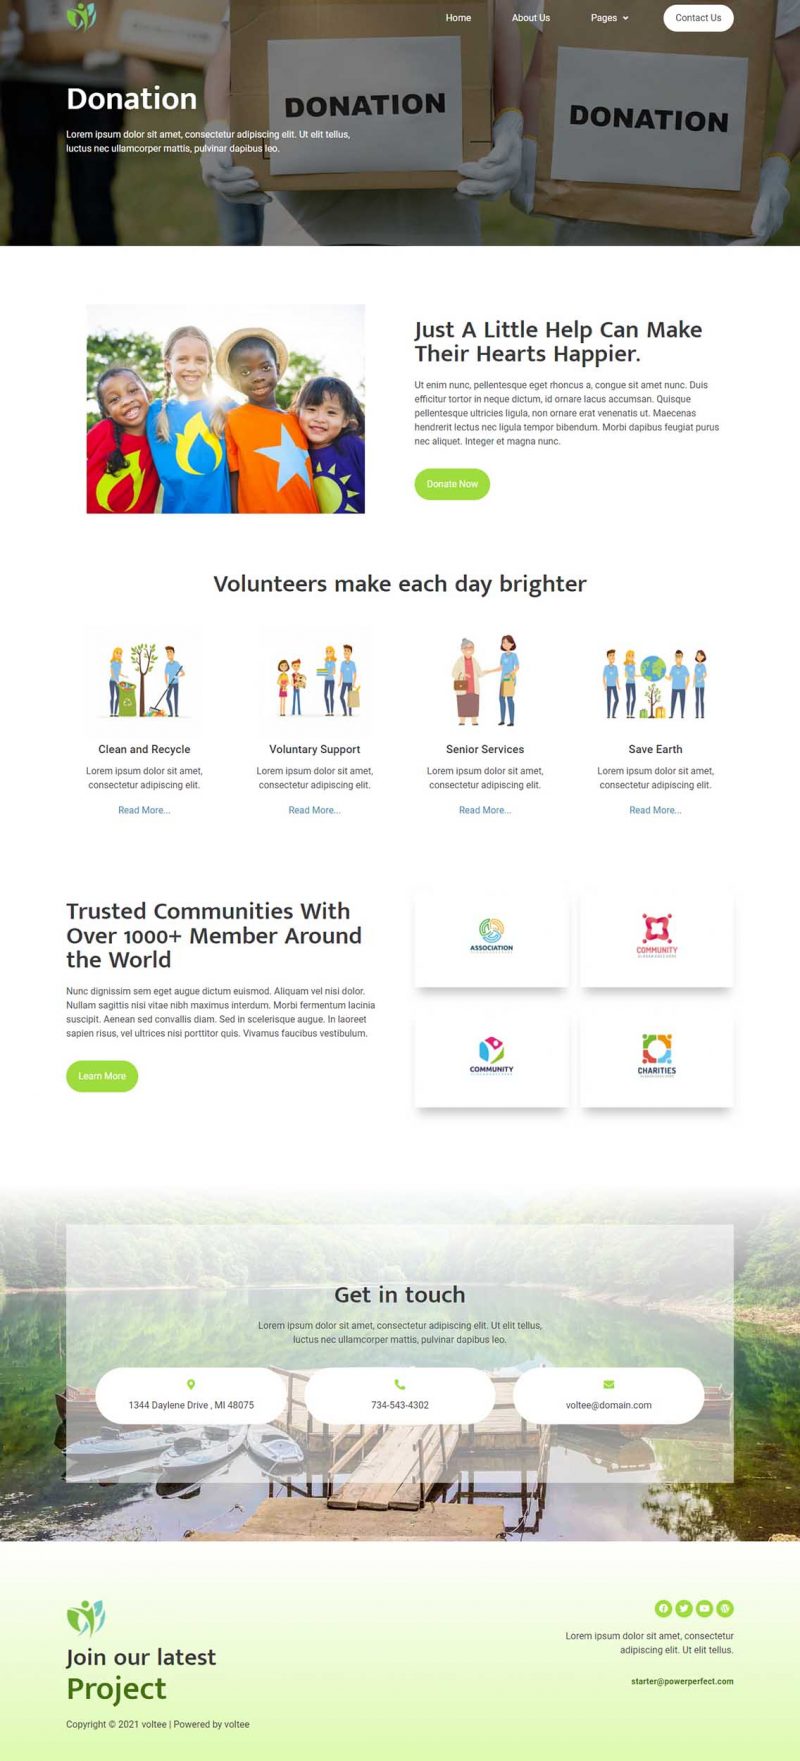 Home
About Us
Pages
Contact Us
Donation
Lorem ipsum dolor sit amet, consectetur adipiscing elit. Ut elit tellus,
luctus nec ullamcorper mattis, pulvinar dapibus leo.
DONATION
DONATION
Just A Little Help Can Make
Their Hearts Happier.
Ut enim nunc, pellentesque eget rhoncus a, congue sit amet nunc. Duis
efficitur tortor in neque dictum, id ornare lacus accumsan. Quisque
pellentesque ultricies ligula, non ornare erat venenatis ut. Maecenas
hendrerit lectus nec ligula tempor bibendum. Morbi dapibus feugiat purus
nec aliquet. Integer et magna nunc.
Donate Now
Volunteers make each day brighter
Clean and Recycle
Lorem ipsum dolor sit amet,
consectetur adipiscing elit.
Read More...
Voluntary Support
Lorem ipsum dolor sit amet,
consectetur adipiscing elit.
Read More...
Senior Services
Lorem ipsum dolor sit amet,
consectetur adipiscing elit.
Read More...
Save Earth
Lorem ipsum dolor sit amet,
consectetur adipiscing elit.
Read More...
Trusted Communities With
Over 1000+ Member Around
the World
Nunc dignissim sem eget augue dictum euismod. Aliquam vel nisi dolor.
Nullam sagittis nisi vitae nibh maximus interdum. Morbi fermentum lacinia
suscipit. Aenean sed convallis diam. Sed in scelerisque augue. In laoreet
sapien risus, vel ultrices nisi porttitor quis. Vivamus faucibus vestibulum.
Learn More
ASSOCIATION
COMMUNITY
COMMUNITY
CHARITIES
Get in touch
Lorem ipsum dolor sit amet, consectetur adipiscing elit. Ut elit tellus,
luctus nec ullamcorper mattis, pulvinar dapibus leo.
1344 Daylene Drive , MI 48075
734-543-4302
voltee@domain.com
Join our latest
Project
Copyright © 2021 voltee | Powered by voltee
Lorem ipsum dolor sit amet, consectetur
adipiscing elit. Ut elit tellus.
starter@powerperfect.com